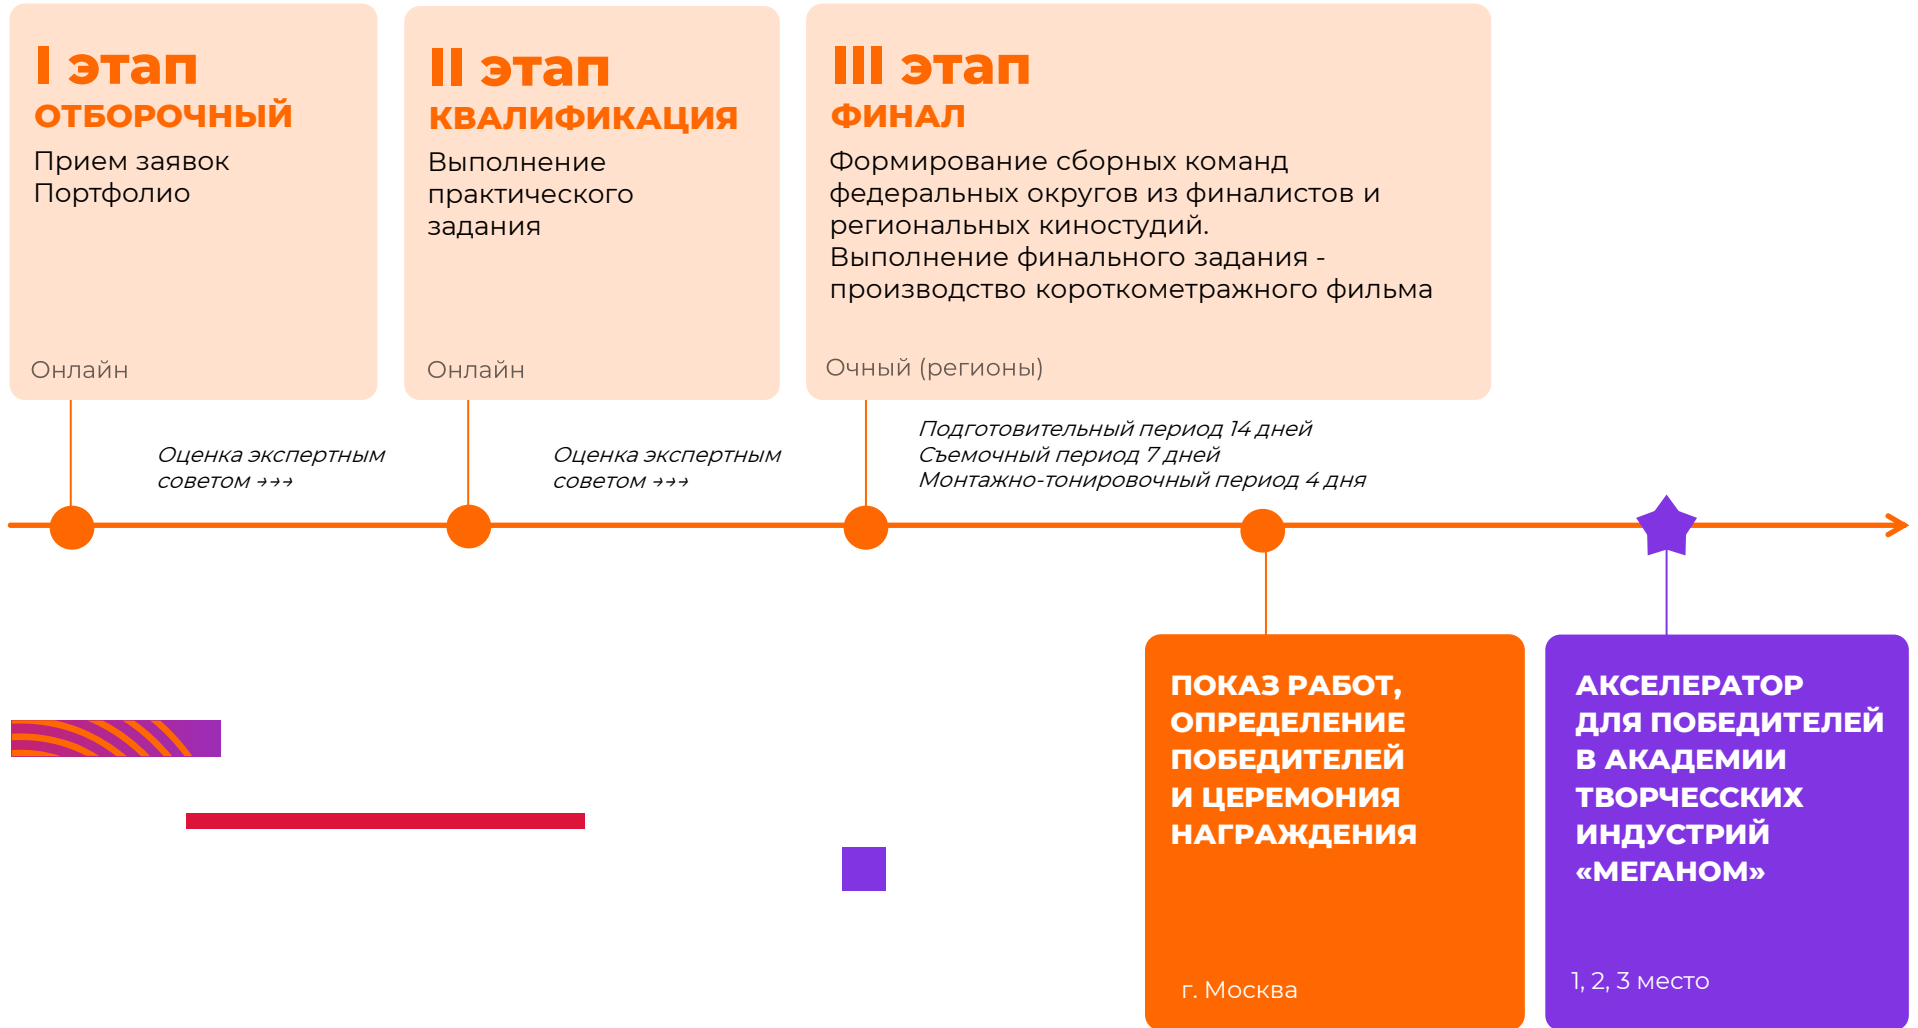 I этап
ОТБОРОЧНЫЙ
Прием заявок
Портфолио
Онлайн
II этап
КВАЛИФИКАЦИЯ
Выполнение
практического
задания
Онлайн
III этап
ФИНАЛ
Формирование сборных команд
федеральных округов из финалистов и
региональных киностудий.
Выполнение финального задания -
производство короткометражного фильма
Очный (регионы)
Оценка экспертным
советом →→→
Оценка экспертным
советом →→→
Подготовительный период 14 дней
Съемочный период 7 дней
Монтажно-тонировочный период 4 дня
ПОКАЗ РАБОТ,
ОПРЕДЕЛЕНИЕ
ПОБЕДИТЕЛЕЙ
И ЦЕРЕМОНИЯ
НАГРАЖДЕНИЯ
г. Москва
АКСЕЛЕРАТОР
ДЛЯ ПОБЕДИТЕЛЕЙ
В АКАДЕМИИ
ТВОРЧЕССКИХ
ИНДУСТРИЙ
«МЕГАНОМ»
1, 2, 3 место